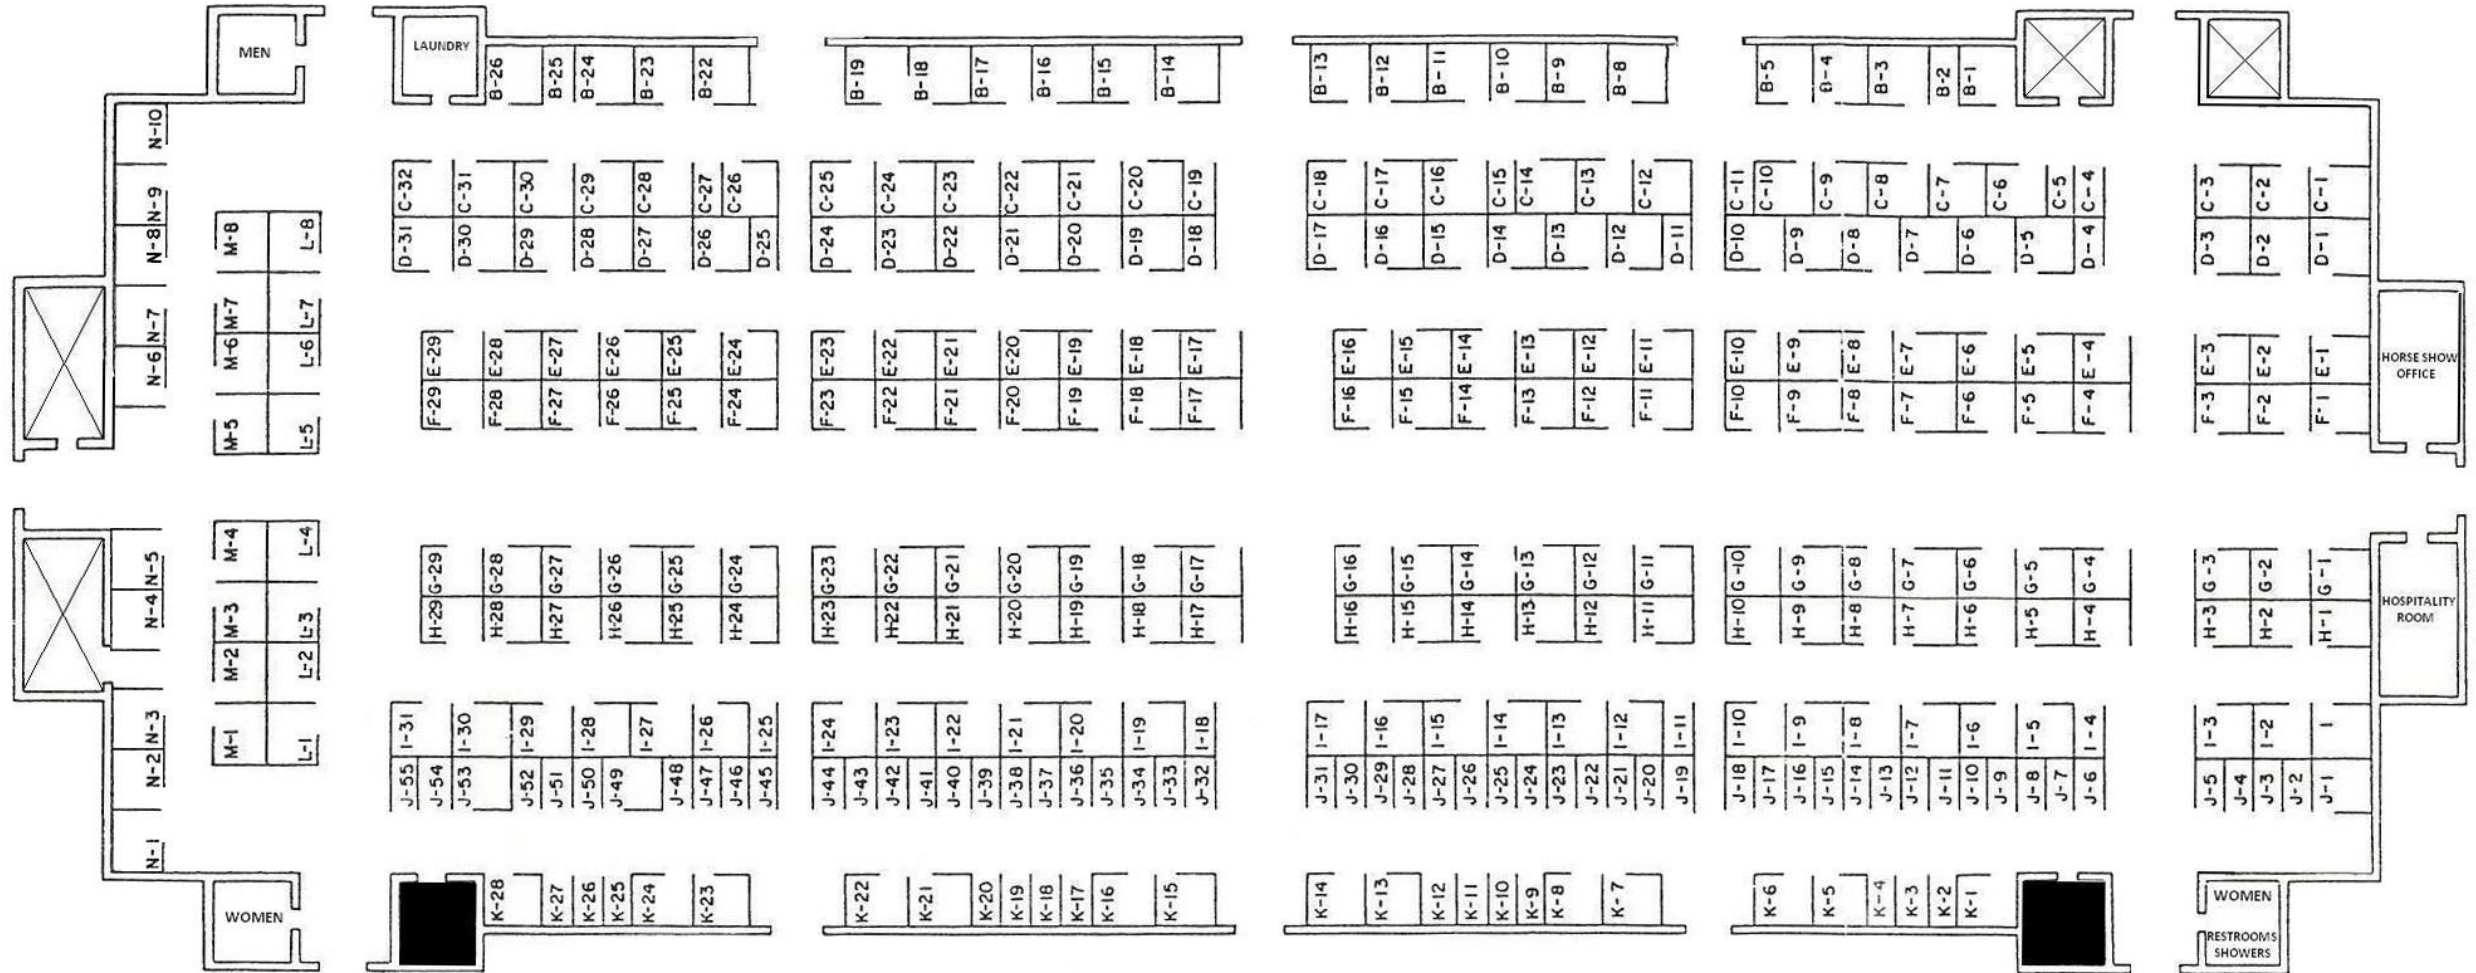 MEN
LAUNDRY
B-26 B-25 B-24 B-23 B-22 B-19 B-18 B-17 B-16 B-15 B-14 B-13 B-12 B-11 B-10 B-9 B-8 B-5 B-4 B-3 B-2 B-1
N-10
N-9
N-8
N-7
N-6
M-8 L-8
M-7 L-7
M-6 L-6
M-5 L-5
C-32 C-31 C-30 C-29 C-28 C-27 C-26 C-25 C-24 C-23 C-22 C-21 C-20 C-19 C-18 C-17 C-16 C-15 C-14 C-13 C-12 C-11 C-10 C-9 C-8 C-7 C-6 C-5 C-4 C-3 C-2 C-1
D-31 D-30 D-29 D-28 D-27 D-26 D-25 D-24 D-23 D-22 D-21 D-20 D-19 D-18 D-17 D-16 D-15 D-14 D-13 D-12 D-11 D-10 D-9 D-8 D-7 D-6 D-5 D-4 D-3 D-2 D-1
E-29 E-28 E-27 E-26 E-25 E-24 E-23 E-22 E-21 E-20 E-19 E-18 E-17 E-16 E-15 E-14 E-13 E-12 E-11 E-10 E-9 E-8 E-7 E-6 E-5 E-4 E-3 E-2 E-1
F-29 F-28 F-27 F-26 F-25 F-24 F-23 F-22 F-21 F-20 F-19 F-18 F-17 F-16 F-15 F-14 F-13 F-12 F-11 F-10 F-9 F-8 F-7 F-6 F-5 F-4 F-3 F-2 F-1
HORSE SHOW
OFFICE
N-5
N-4
N-3
N-2
N-1
M-4 L-4
M-3 L-3
M-2 L-2
M-1 L-1
G-29 G-28 G-27 G-26 G-25 G-24 G-23 G-22 G-21 G-20 G-19 G-18 G-17 G-16 G-15 G-14 G-13 G-12 G-11 G-10 G-9 G-8 G-7 G-6 G-5 G-4 G-3 G-2 G-1
H-29 H-28 H-27 H-26 H-25 H-24 H-23 H-22 H-21 H-20 H-19 H-18 H-17 H-16 H-15 H-14 H-13 H-12 H-11 H-10 H-9 H-8 H-7 H-6 H-5 H-4 H-3 H-2 H-1
HOSPITALITY
ROOM
I-31 I-30 I-29 I-28 I-27 I-26 I-25 I-24 I-23 I-22 I-21 I-20 I-19 I-18 I-17 I-16 I-15 I-14 I-13 I-12 I-11 I-10 I-9 I-8 I-7 I-6 I-5 I-4 I-3 I-2 I
J-55 J-54 J-53 J-52 J-51 J-50 J-49 J-48 J-47 J-46 J-45 J-44 J-43 J-42 J-41 J-40 J-39 J-38 J-37 J-36 J-35 J-34 J-33 J-32 J-31 J-30 J-29 J-28 J-27 J-26 J-25 J-24 J-23 J-22 J-21 J-20 J-19 J-18 J-17 J-16 J-15 J-14 J-13 J-12 J-11 J-10 J-9 J-8 J-7 J-6 J-5 J-4 J-3 J-2 J-1
K-28 K-27 K-26 K-25 K-24 K-23 K-22 K-21 K-20 K-19 K-18 K-17 K-16 K-15 K-14 K-13 K-12 K-11 K-10 K-9 K-8 K-7 K-6 K-5 K-4 K-3 K-2 K-1
WOMEN
WOMEN
RESTROOMS
SHOWERS